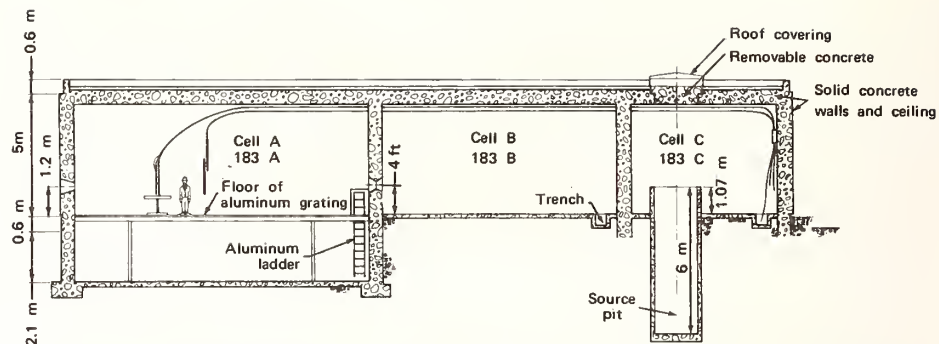 0.6 m
5m
1.2 m
0.6 m
2.1 m
Roof covering
Removable concrete
Solid concrete
walls and ceiling
Cell A
183 A
Cell B
183 B
Cell C
183 C
4 ft
1.07 m
Floor of
aluminum grating
Trench
Aluminum
ladder
6 m
Source
pit